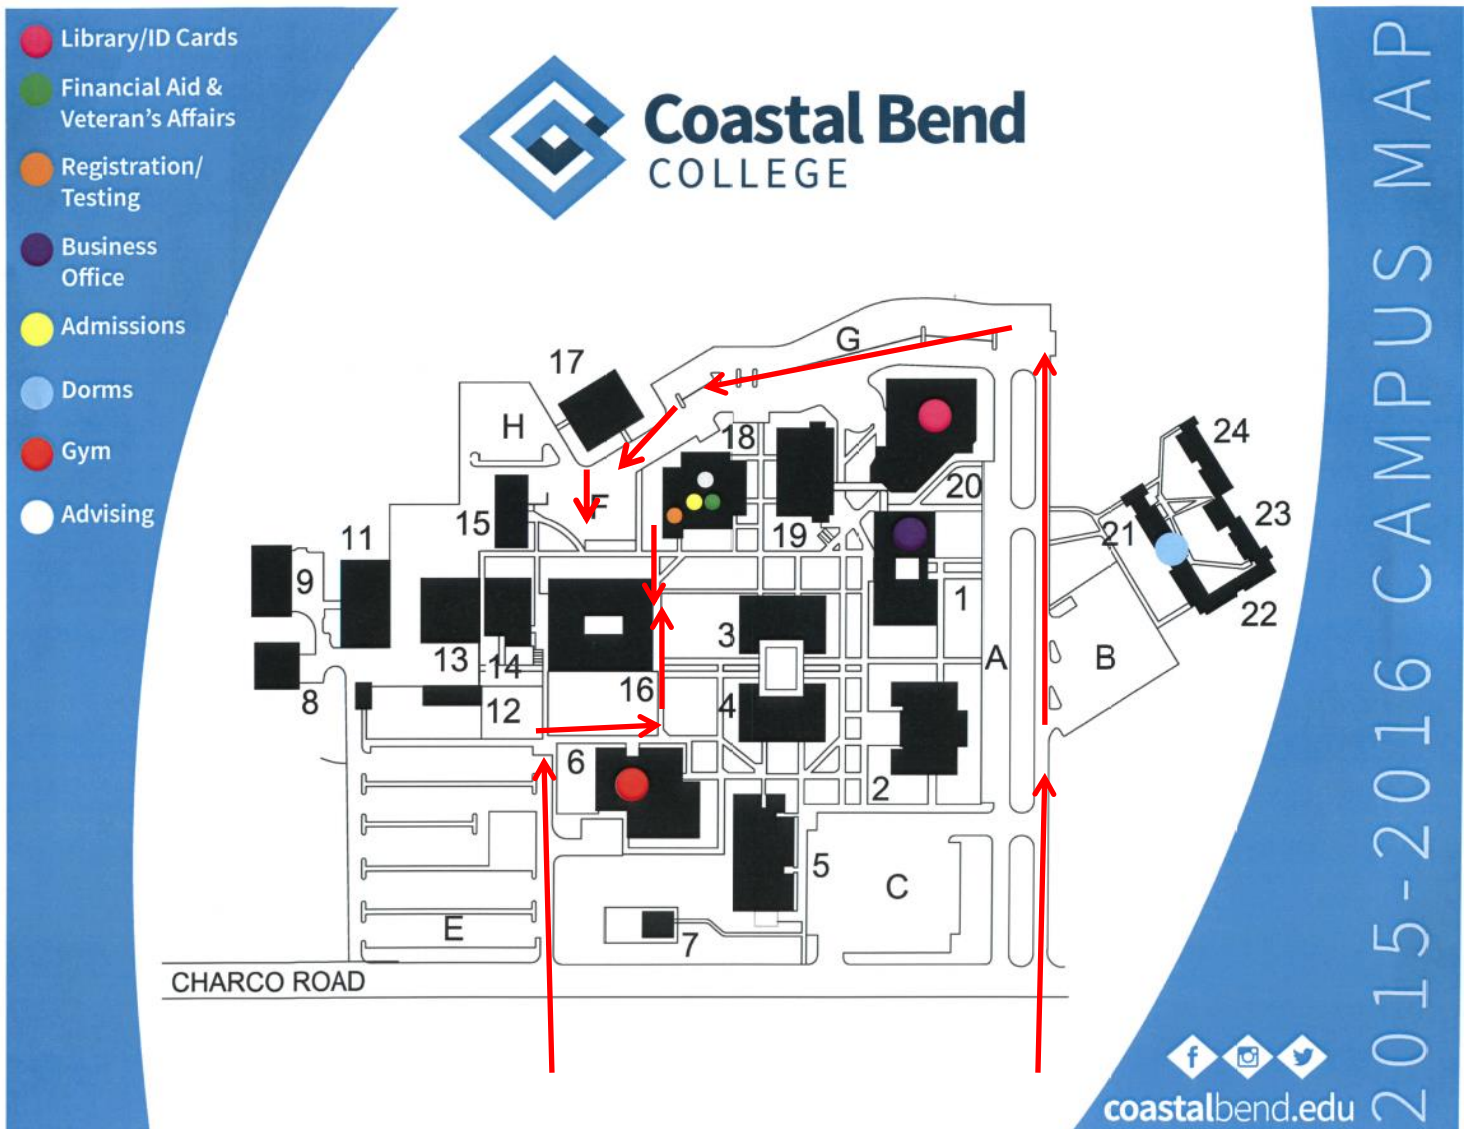 Library/ID Cards
Financial Aid &
Veteran's Affairs
Registration/
Testing
Business
Office
Admissions
Dorms
Gym
Advising
Coastal Bend
COLLEGE
2015-2016 CAMPUS MAP
G
17
H
18
24
20
15
F
19
23
21
11
9
1
22
3
13
14
A
B
16
8
12
4
6
2
5
C
E
7
CHARCO ROAD
f
coastalbend.edu